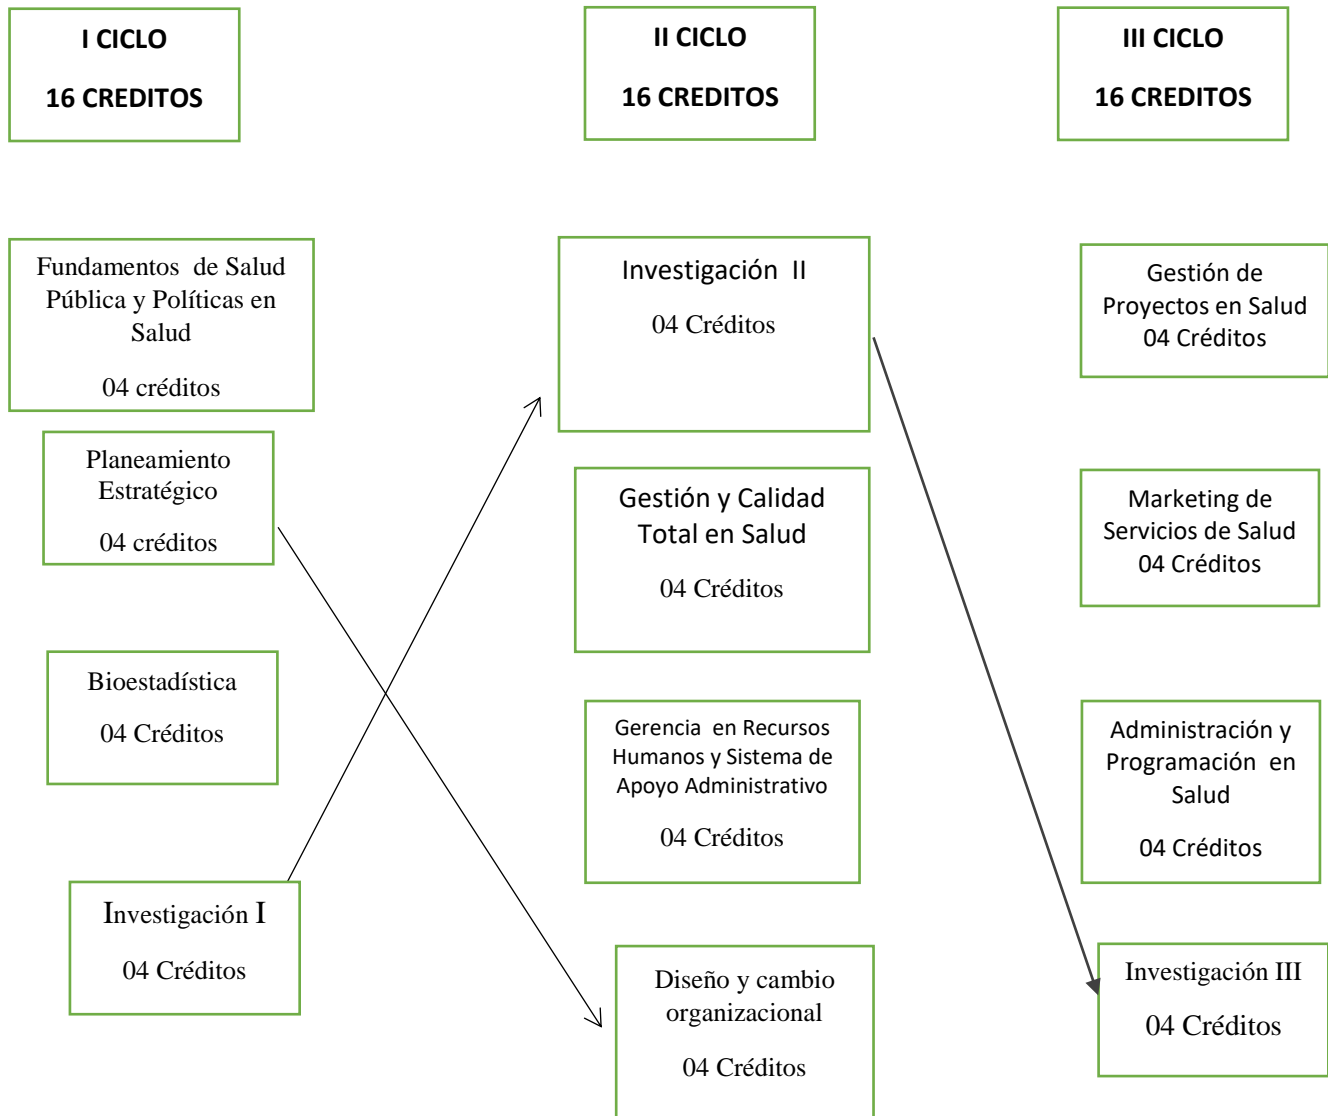 I CICLO
16 CREDITOS
II CICLO
16 CREDITOS
III CICLO
16 CREDITOS
Fundamentos de Salud
Pública y Políticas en
Salud
04 créditos
Planeamiento
Estratégico
04 créditos
Bioestadística
04 Créditos
Investigación I
04 Créditos
Investigación II
04 Créditos
Gestión y Calidad
Total en Salud
04 Créditos
Gerencia en Recursos
Humanos y Sistema de
Apoyo Administrativo
04 Créditos
Diseño y cambio
organizacional
04 Créditos
Gestión de
Proyectos en Salud
04 Créditos
Marketing de
Servicios de Salud
04 Créditos
Administración y
Programación en
Salud
04 Créditos
Investigación III
04 Créditos